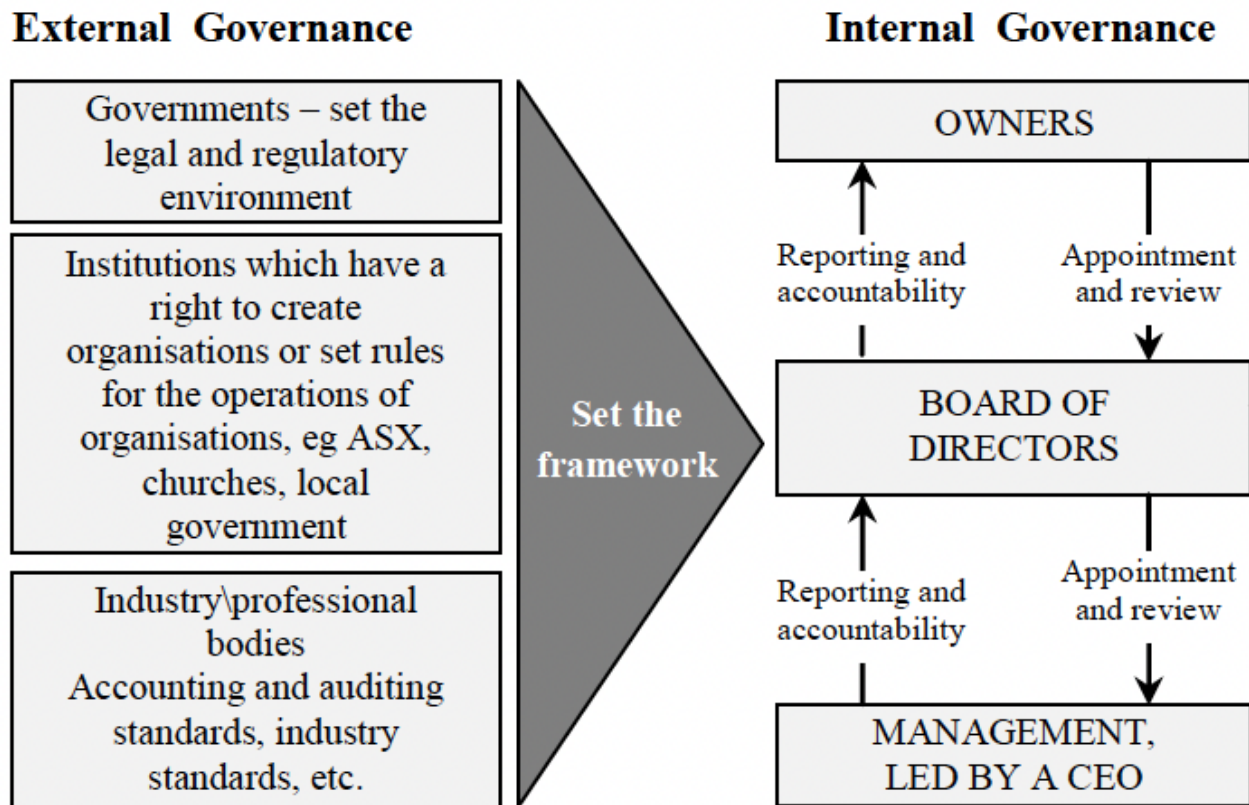 External Governance
Internal Governance
Governments – set the
legal and regulatory
environment
Institutions which have a
right to create
organisations or set rules
for the operations of
organisations, eg ASX,
churches, local
government
Industry\professional
bodies
Accounting and auditing
standards, industry
standards, etc.
Set the
framework
OWNERS
Reporting and
accountability
Appointment
and review
BOARD OF
DIRECTORS
Reporting and
accountability
Appointment
and review
MANAGEMENT,
LED BY A CEO